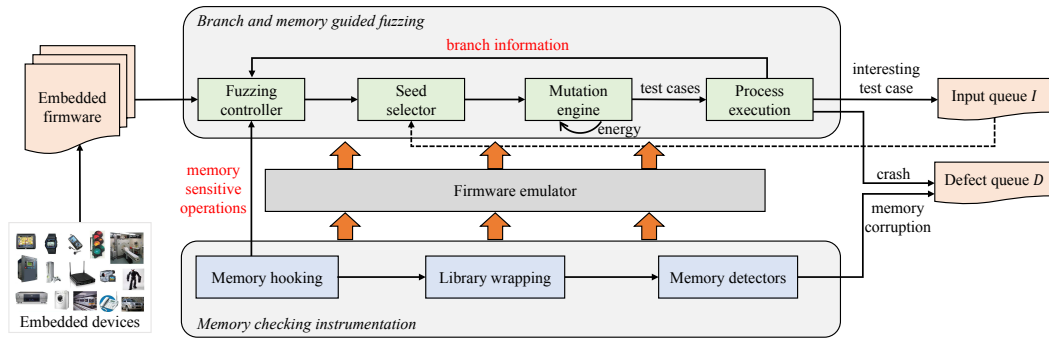 Branch and memory guided fuzzing
branch information
Embedded
firmware
Fuzzing
controller
Seed
selector
Mutation
engine
energy
test cases
Process
execution
interesting
test case
Input queue I
memory
sensitive
operations
Firmware emulator
crash
Defect queue D
memory
corruption
Memory hooking
Library wrapping
Memory detectors
Memory checking instrumentation
Embedded devices